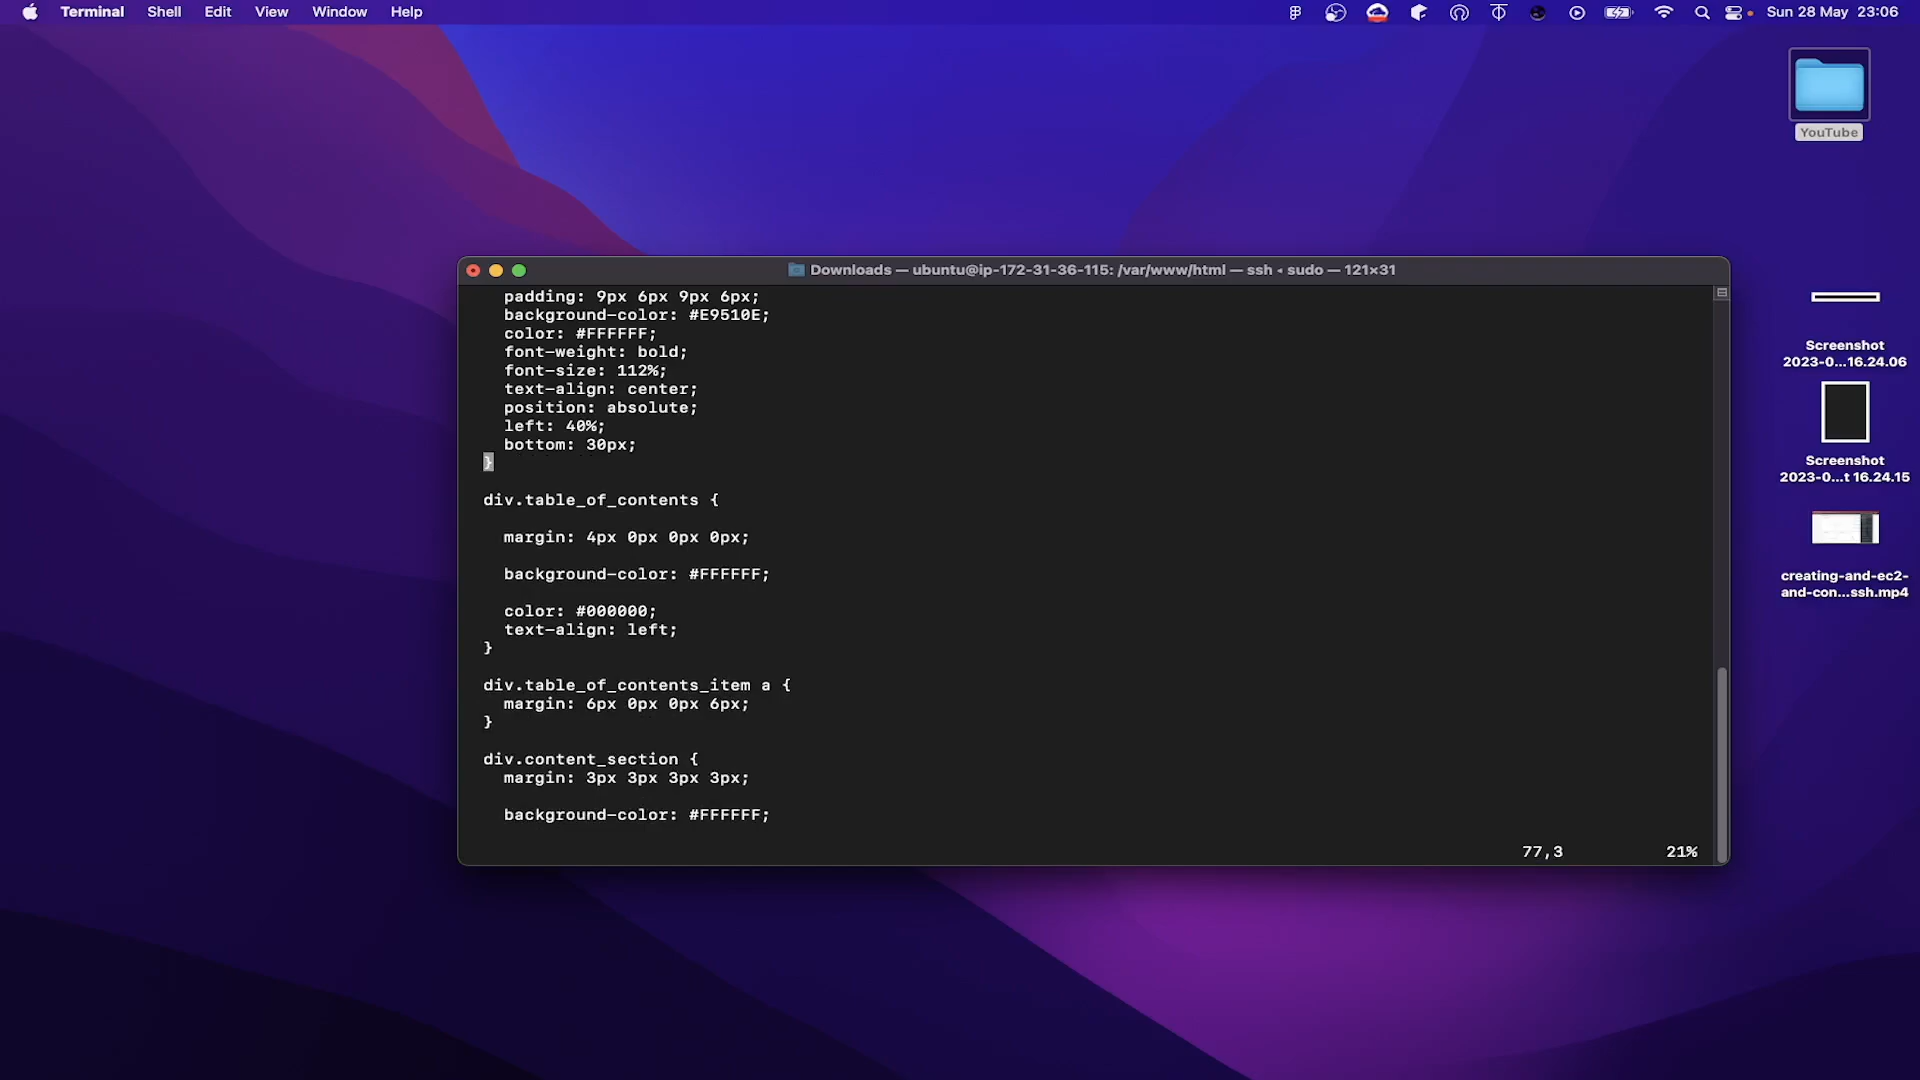 Terminal Shell Edit View Window Help
Sun 28 May 23:06
YouTube
Downloads — ubuntu@ip-172-31-36-115: /var/www/html — ssh ◂ sudo — 121×31
padding: 9px 6px 9px 6px;
background-color: #E9510E;
color: #FFFFFF;
font-weight: bold;
font-size: 112%;
text-align: center;
position: absolute;
left: 40%;
bottom: 30px;
}
div.table_of_contents {
margin: 4px 0px 0px 0px;
background-color: #FFFFFF;
color: #000000;
text-align: left;
}
div.table_of_contents_item a {
margin: 6px 0px 0px 6px;
}
div.content_section {
margin: 3px 3px 3px 3px;
background-color: #FFFFFF;
77,3 21%
Screenshot
2023-0...16.24.06
Screenshot
2023-0...t 16.24.15
creating-and-ec2-
and-con...ssh.mp4